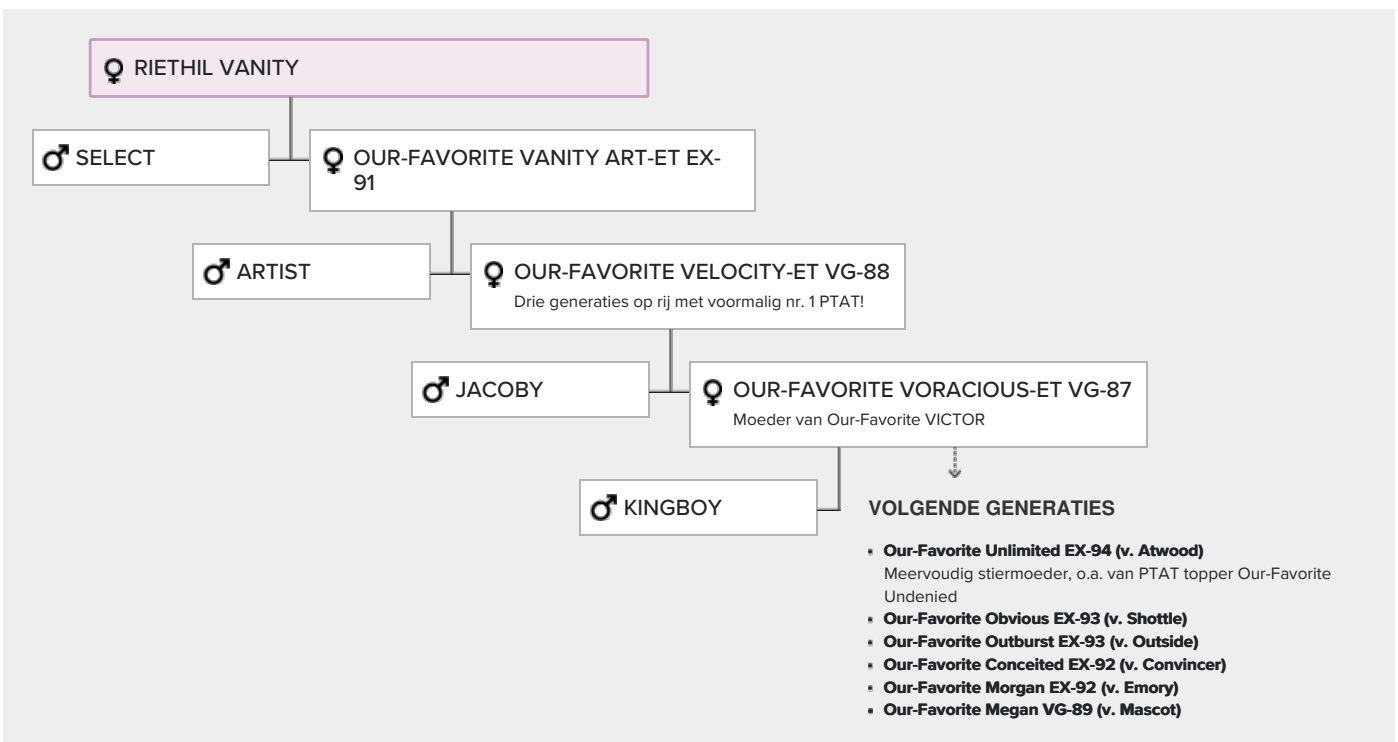 RIETHIL VANITY
SELECT
OUR-FAVORITE VANITY ART-ET EX-
91
ARTIST
OUR-FAVORITE VELOCITY-ET VG-88
Drie generaties op rij met voormalig nr. 1 PTAT!
JACOBY
OUR-FAVORITE VORACIOUS-ET VG-87
Moeder van Our-Favorite VICTOR
KINGBOY
VOLGENDE GENERATIES
Our-Favorite Unlimited EX-94 (v. Atwood)
Meervoudig stiermoeder, o.a. van PTAT topper Our-Favorite
Undenied
Our-Favorite Obvious EX-93 (v. Shottle)
Our-Favorite Outburst EX-93 (v. Outside)
Our-Favorite Conceited EX-92 (v. Convincer)
Our-Favorite Morgan EX-92 (v. Emory)
Our-Favorite Megan VG-89 (v. Mascot)